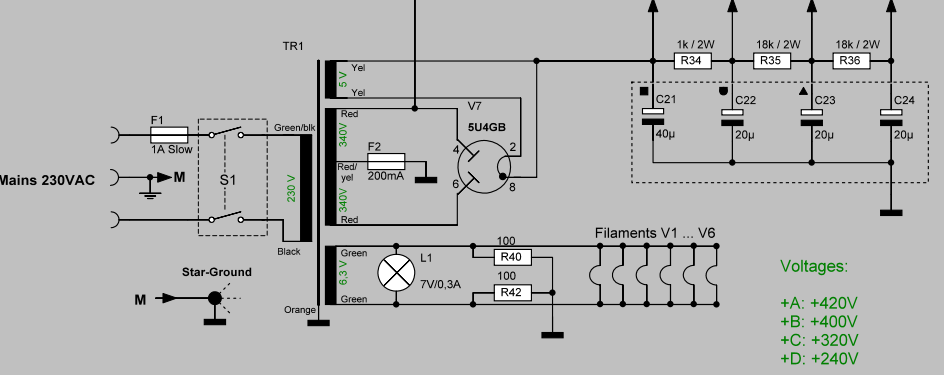 1k / 2W
18k / 2W
18k / 2W
R34
R35
R36
TR1
Yel
5 V
Yel
C21
C22
C23
C24
40µ
20µ
20µ
20µ
V7
5U4GB
Red
340V
4
2
F1
1A Slow
Green/blk
F2
200mA
Red/
yel
6
8
Mains 230VAC
M
S1
230 V
340V
Red
Black
Filaments V1 ... V6
Green
6,3 V
L1
7V/0,3A
100
R40
100
R42
Green
Star-Ground
M
Orange
Voltages:
+A: +420V
+B: +400V
+C: +320V
+D: +240V